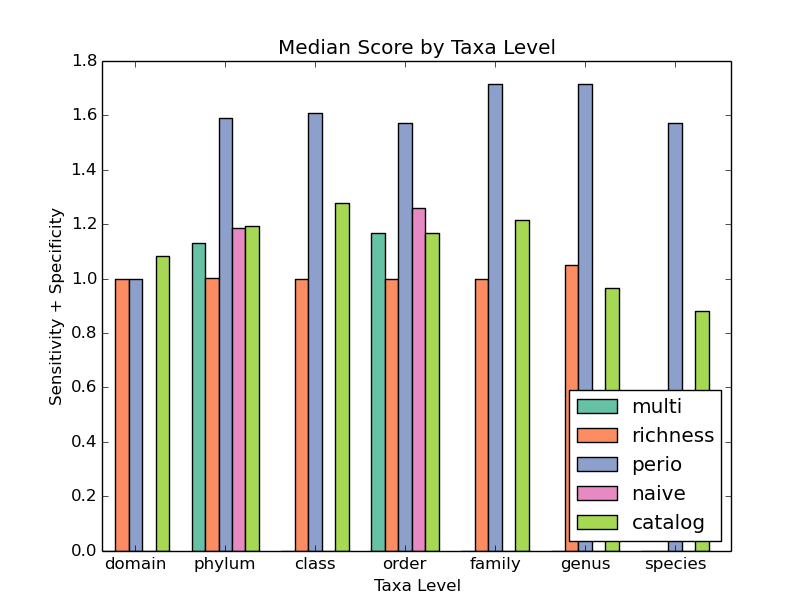 Median Score by Taxa Level
Sensitivity + Specificity
1.8
1.6
1.4
1.2
1.0
0.8
0.6
0.4
0.2
0.0
multi
richness
perio
naive
catalog
domain phylum class order family genus species
Taxa Level